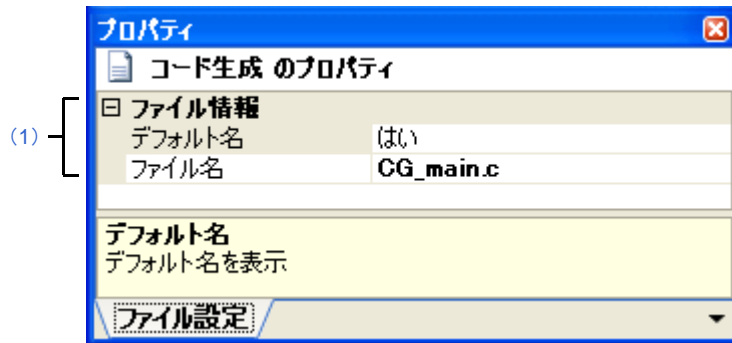 プロパティ
コード生成 のプロパティ
(1)
ファイル情報
デフォルト名 はい
ファイル名 CG_main.c
デフォルト名
デフォルト名を表示
ファイル設定